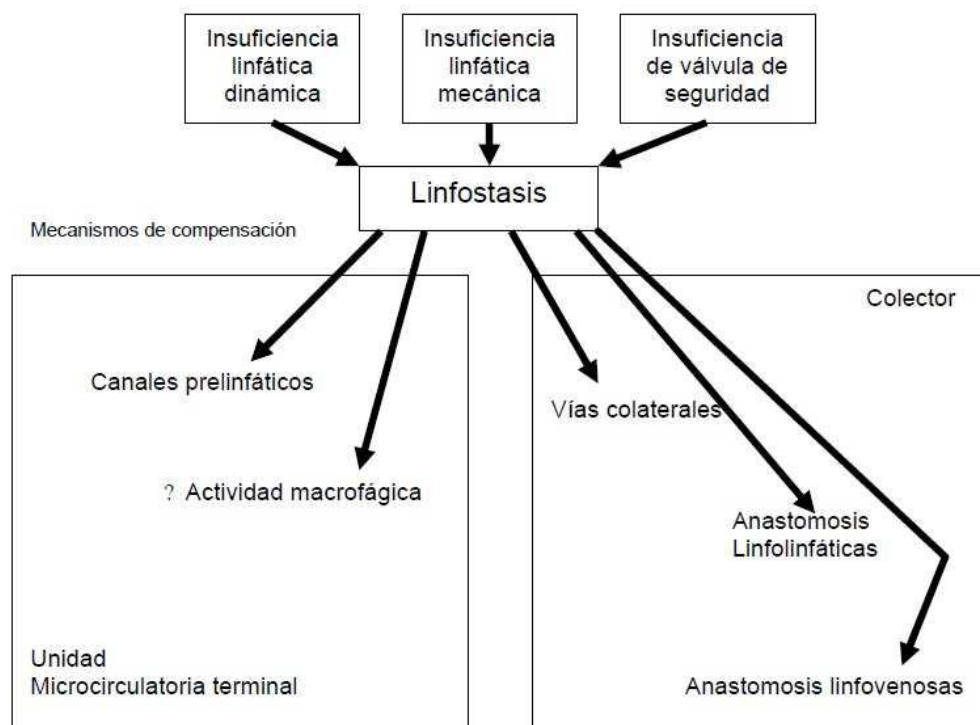 Insuficiencia
linfática
dinámica
Insuficiencia
linfática
mecánica
Insuficiencia
de válvula de
seguridad
Linfostasis
Mecanismos de compensación
Colector
Canales prelinfáticos
Vías colaterales
? Actividad macrofágica
Anastomosis
Linfolinfáticas
Unidad
Microcirculatoria terminal
Anastomosis linfovenosas